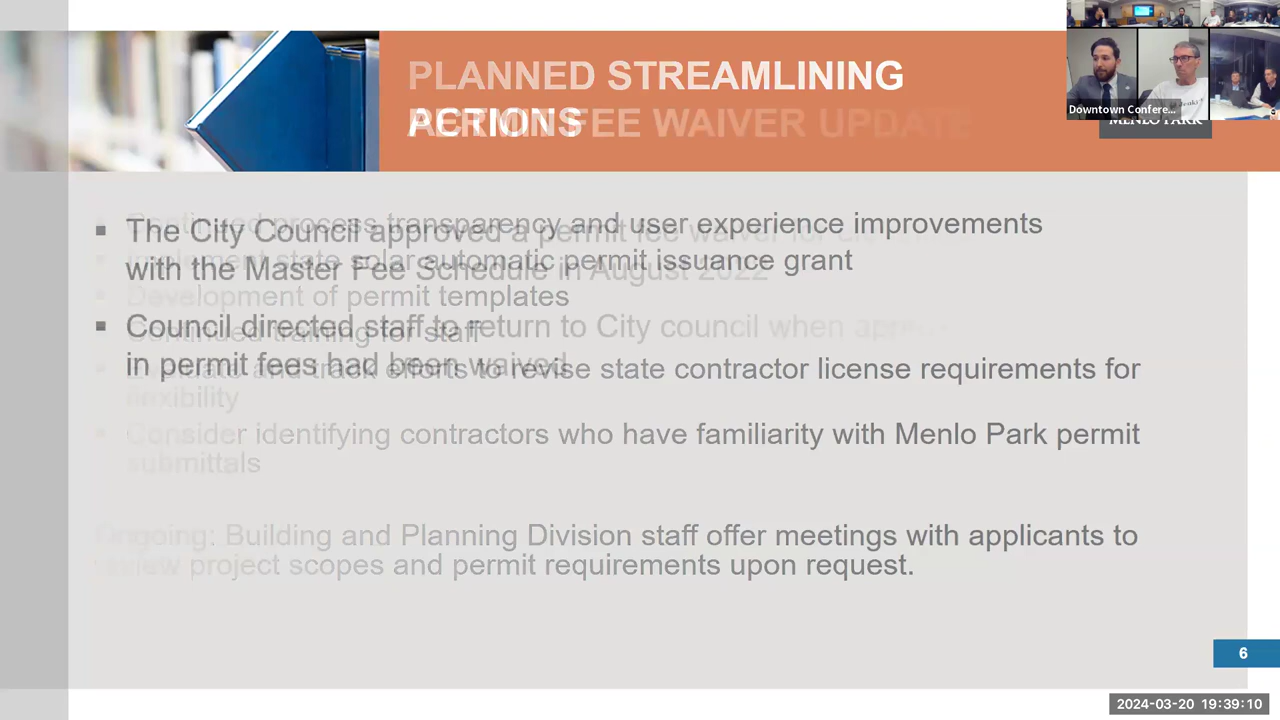 PLANNED STREAMLINING
ACTIONS
PERMIT FEE WAIVER UPDATE
Downtown Confere...
MENLO PARK
Continued process transparency and user experience improvements
Implement state solar automatic permit issuance grant
Development of permit templates
Continued training for staff
Evaluate and track efforts to revise state contractor license requirements for
flexibility
Consider identifying contractors who have familiarity with Menlo Park permit
submittals
Ongoing: Building and Planning Division staff offer meetings with applicants to
review project scopes and permit requirements upon request.
The City Council approved a permit fee waiver for
with the Master Fee Schedule in August 2022
Council directed staff to return to City council when
in permit fees had been waived
6
2024-03-20 19:39:10